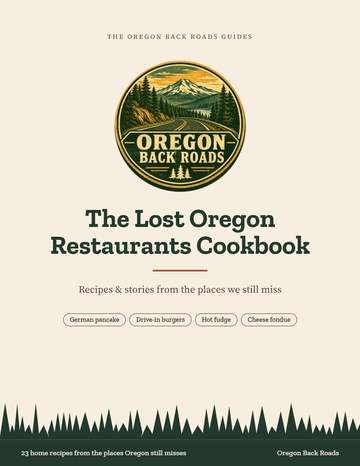 THE OREGON BACK ROADS GUIDES
OREGON
BACK ROADS
The Lost Oregon
Restaurants Cookbook
Recipes & stories from the places we still miss
German pancake
Drive-in burgers
Hot fudge
Cheese fondue
23 home recipes from the places Oregon still misses
Oregon Back Roads